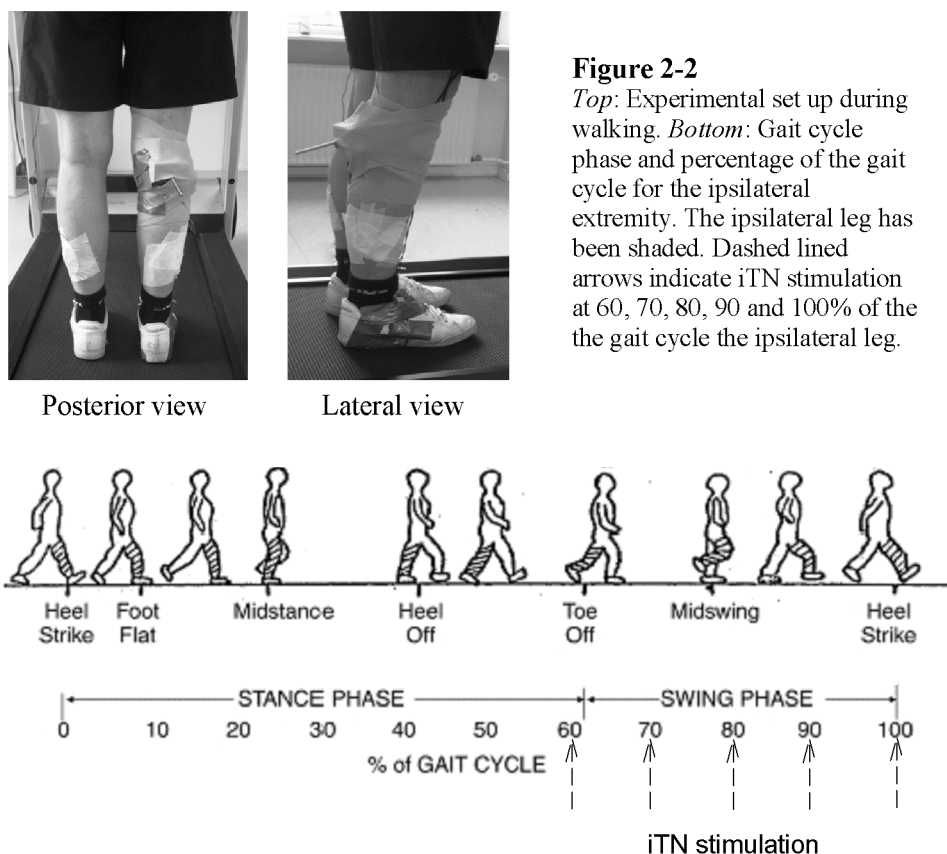 Figure 2-2
Top: Experimental set up during
walking. Bottom: Gait cycle
phase and percentage of the gait
cycle for the ipsilateral
extremity. The ipsilateral leg has
been shaded. Dashed lined
arrows indicate iTN stimulation
at 60, 70, 80, 90 and 100% of the
the gait cycle the ipsilateral leg.
Posterior view
Lateral view
Heel
Strike
Foot
Flat
Midstance
Heel
Off
Toe
Off
Midswing
Heel
Strike
STANCE PHASE
SWING PHASE
0 10 20 30 40 50 60 70 80 90 100
% of GAIT CYCLE
iTN stimulation